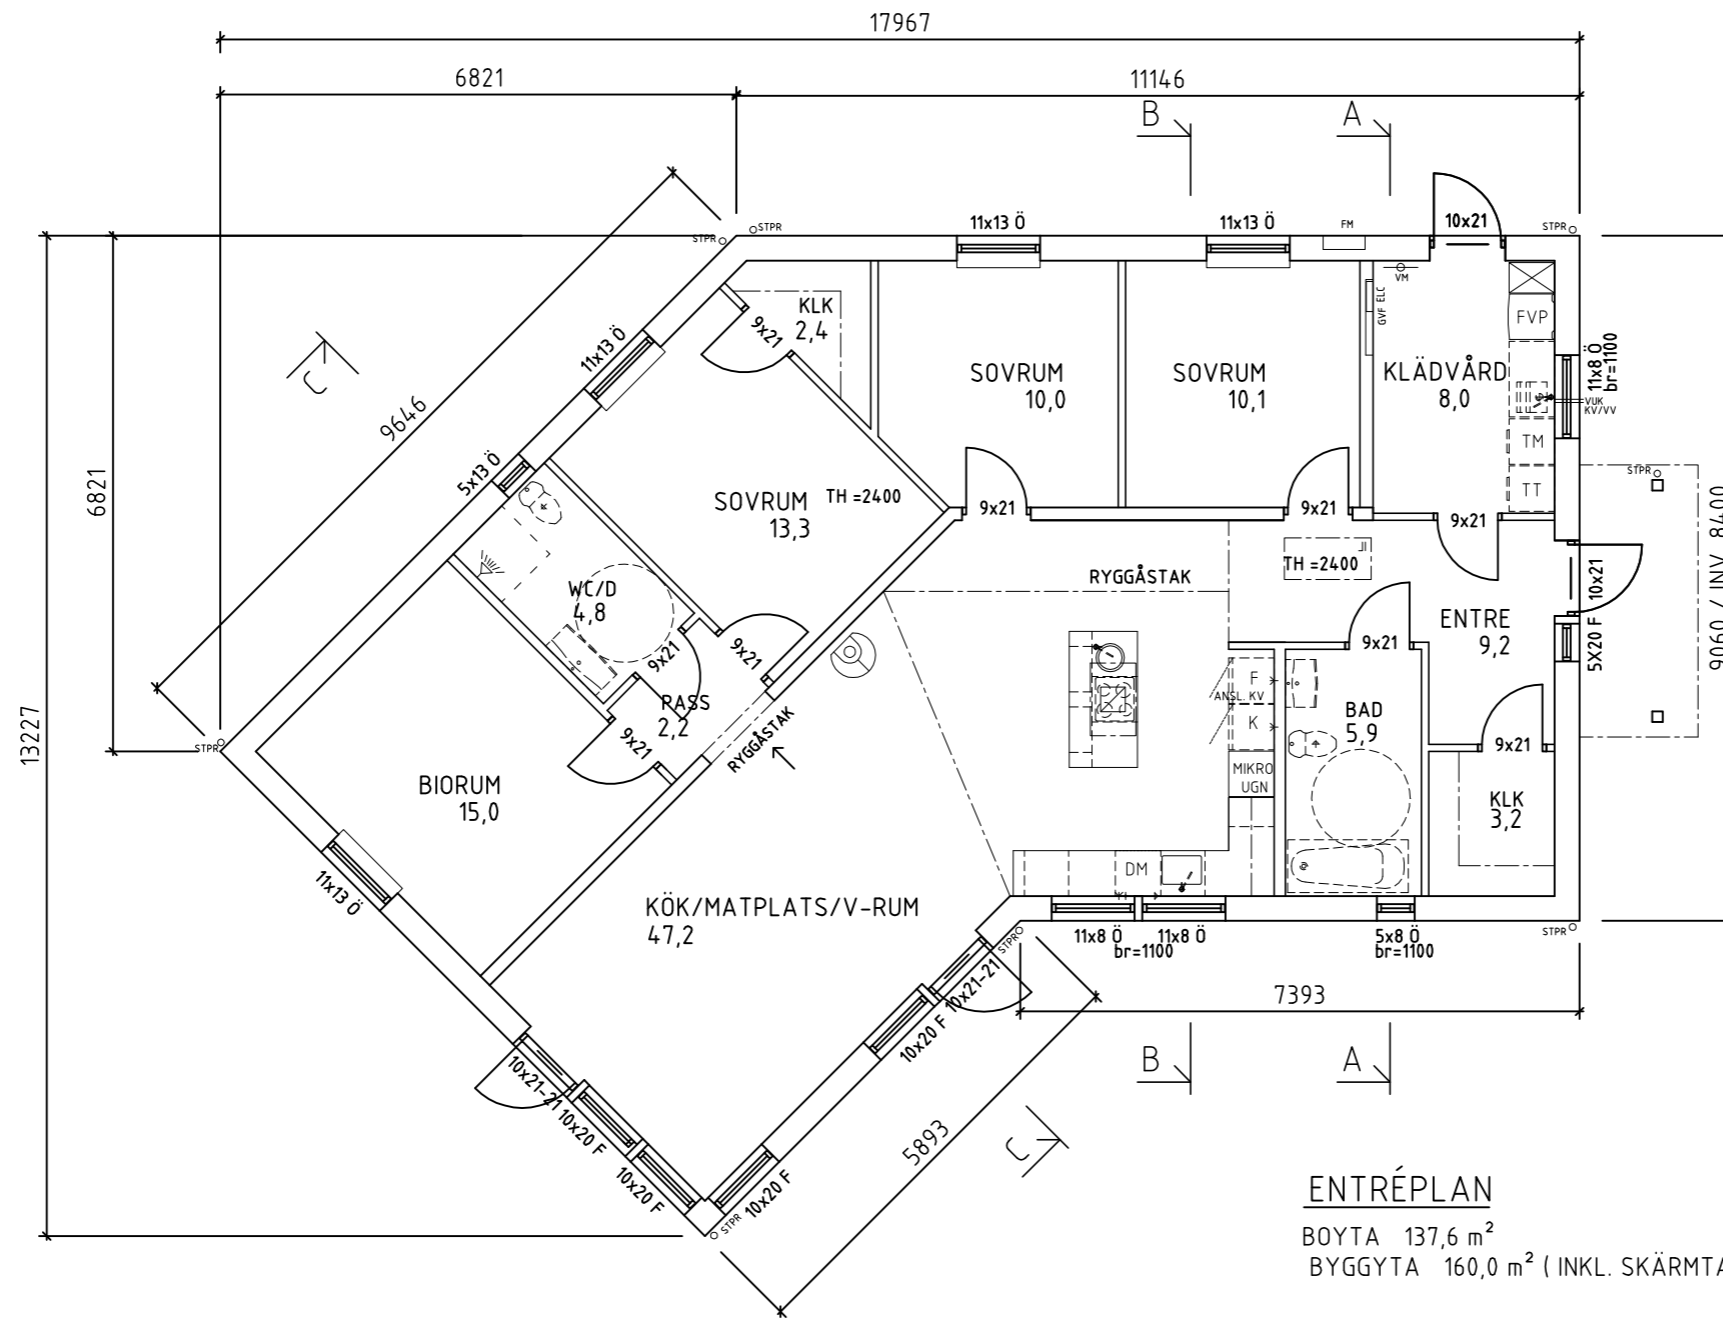 17967
6821
11146
B
A
STPR
STPR
11x13 Ö
11x13 Ö
FM
10x21
STPR
KLK
2,4
9x21
VM
GVF ELC
FVP
11x13 Ö
SOVRUM
10,0
SOVRUM
10,1
KLÄDVÅRD
8,0
11x8 Ö
br=1100
VUK
KV/VV
C
9646
TM
6821
5x13 Ö
SOVRUM
13,3
TH =2400
TT
STPR
9x21
9x21
9x21
9060 / INV 8400
TH =2400
RYGGÅSTAK
10x21
WC/D
4,8
ENTRE
9,2
5X20 F
9x21
9x21
9x21
F
ANSL. KV
K
PASS
2,2
BAD
5,9
13227
STPR
9x21
RYGGÅSTAK
9x21
MIKRO
UGN
BIORUM
15,0
KLK
3,2
DM
11x13 Ö
KÖK/MATPLATS/V-RUM
47,2
STPR
11x8 Ö
br=1100
11x8 Ö
5x8 Ö
br=1100
STPR
10x21-21
7393
10x20 F
10x21-21
10x20 F
B
A
5893
C
10x20 F
10x20 F
STPR
ENTRÉPLAN
BOYTA 137,6 m²
BYGGYTA 160,0 m² ( INKL. SKÄRMTA